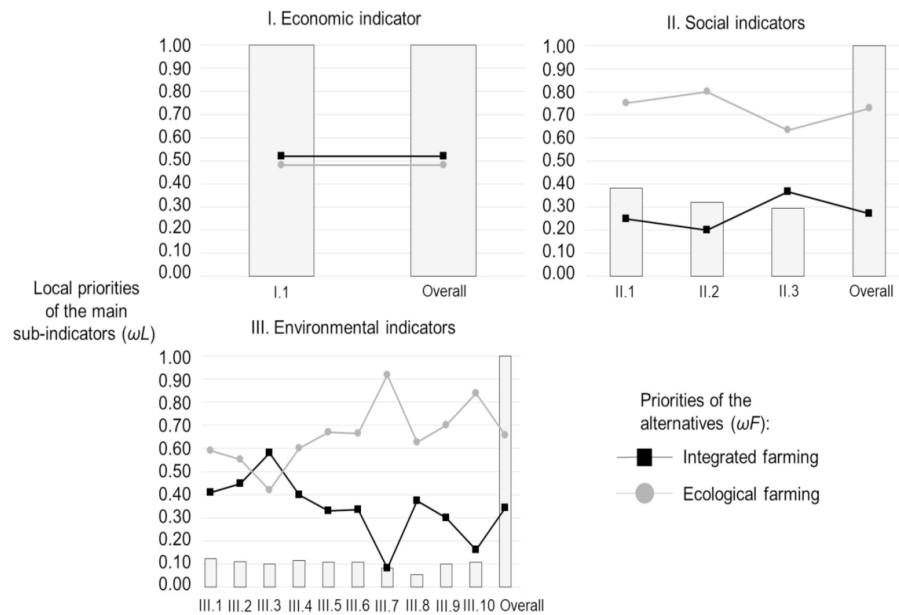 I. Economic indicator
1.00
0.90
0.80
0.70
0.60
0.50
0.40
0.30
0.20
0.10
0.00
I.1 Overall
II. Social indicators
1.00
0.90
0.80
0.70
0.60
0.50
0.40
0.30
0.20
0.10
0.00
II.1 II.2 II.3 Overall
Local priorities
of the main
sub-indicators (ωL)
III. Environmental indicators
1.00
0.90
0.80
0.70
0.60
0.50
0.40
0.30
0.20
0.10
0.00
III.1 III.2 III.3 III.4 III.5 III.6 III.7 III.8 III.9 III.10 Overall
Priorities of the
alternatives (ωF):
Integrated farming
Ecological farming